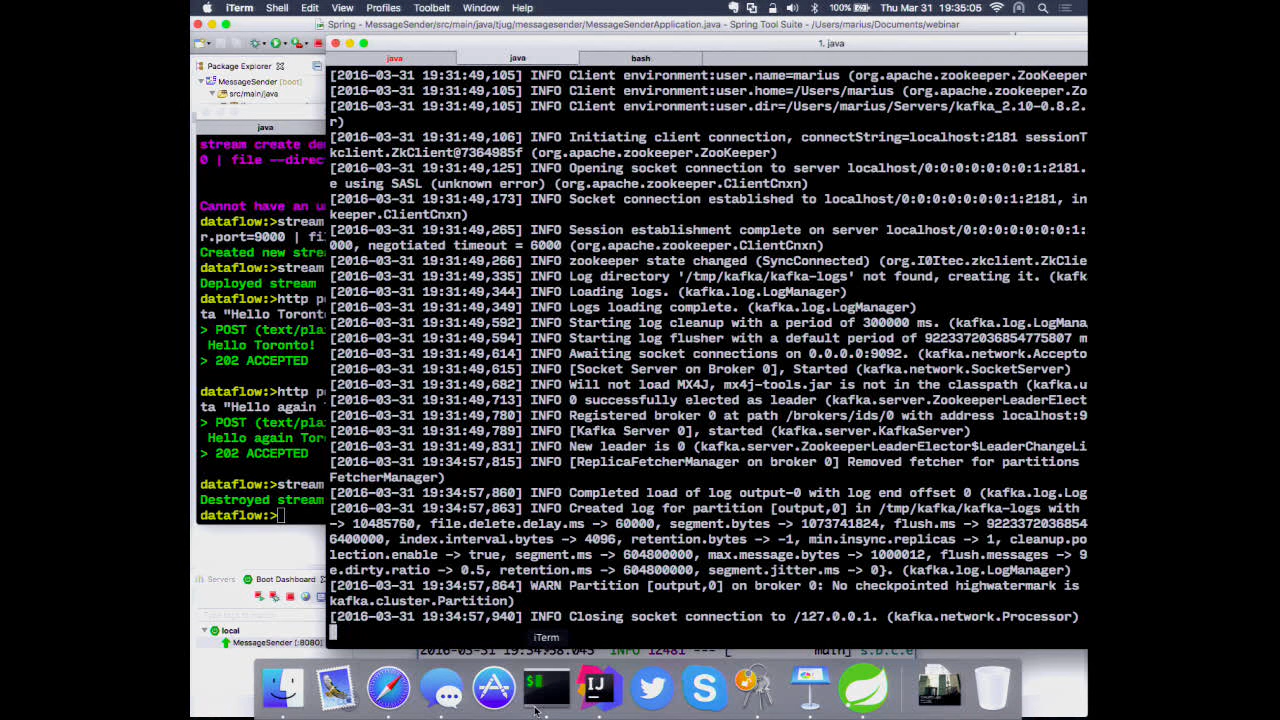 iTerm Shell Edit View Profiles Toolbelt Window Help 100% Thu Mar 31 19:35:05
Spring - MessageSender/src/main/java/tjug/messagesender/MessageSenderApplication.java - Spring Tool Suite - /Users/marius/Documents/webinar
1. java
java
java
bash
Package Explorer
MessageSender [boot]
src/main/java
java
stream create de
0 | file --direc
Cannot have an u
dataflow:>stream
r.port=9000 | fi
Created new stre
dataflow:>stream
Deployed stream
dataflow:>http p
ta "Hello Toront
> POST (text/pla
Hello Toronto!
> 202 ACCEPTED
dataflow:>http p
ta "Hello again
> POST (text/pla
Hello again Tor
> 202 ACCEPTED
dataflow:>stream
Destroyed stream
dataflow:>
[2016-03-31 19:31:49,105] INFO Client environment:user.name=marius (org.apache.zookeeper.ZooKeeper
[2016-03-31 19:31:49,105] INFO Client environment:user.home=/Users/marius (org.apache.zookeeper.Zo
[2016-03-31 19:31:49,105] INFO Client environment:user.dir=/Users/marius/Servers/kafka_2.10-0.8.2.
r)
[2016-03-31 19:31:49,106] INFO Initiating client connection, connectString=localhost:2181 sessionT
kclient.ZkClient@7364985f (org.apache.zookeeper.ZooKeeper)
[2016-03-31 19:31:49,125] INFO Opening socket connection to server localhost/0:0:0:0:0:0:0:1:2181.
e using SASL (unknown error) (org.apache.zookeeper.ClientCnxn)
[2016-03-31 19:31:49,173] INFO Socket connection established to localhost/0:0:0:0:0:0:0:1:2181, in
keeper.ClientCnxn)
[2016-03-31 19:31:49,265] INFO Session establishment complete on server localhost/0:0:0:0:0:0:0:1:
000, negotiated timeout = 6000 (org.apache.zookeeper.ClientCnxn)
[2016-03-31 19:31:49,266] INFO zookeeper state changed (SyncConnected) (org.I0Itec.zkclient.ZkClie
[2016-03-31 19:31:49,335] INFO Log directory '/tmp/kafka/kafka-logs' not found, creating it. (kafk
[2016-03-31 19:31:49,344] INFO Loading logs. (kafka.log.LogManager)
[2016-03-31 19:31:49,349] INFO Logs loading complete. (kafka.log.LogManager)
[2016-03-31 19:31:49,592] INFO Starting log cleanup with a period of 300000 ms. (kafka.log.LogMana
[2016-03-31 19:31:49,594] INFO Starting log flusher with a default period of 9223372036854775807 m
[2016-03-31 19:31:49,614] INFO Awaiting socket connections on 0.0.0.0:9092. (kafka.network.Accepto
[2016-03-31 19:31:49,615] INFO [Socket Server on Broker 0], Started (kafka.network.SocketServer)
[2016-03-31 19:31:49,682] INFO Will not load MX4J, mx4j-tools.jar is not in the classpath (kafka.u
[2016-03-31 19:31:49,713] INFO 0 successfully elected as leader (kafka.server.ZookeeperLeaderElect
[2016-03-31 19:31:49,780] INFO Registered broker 0 at path /brokers/ids/0 with address localhost:9
[2016-03-31 19:31:49,789] INFO [Kafka Server 0], started (kafka.server.KafkaServer)
[2016-03-31 19:31:49,831] INFO New leader is 0 (kafka.server.ZookeeperLeaderElector$LeaderChangeLi
[2016-03-31 19:34:57,815] INFO [ReplicaFetcherManager on broker 0] Removed fetcher for partitions
FetcherManager)
[2016-03-31 19:34:57,860] INFO Completed load of log output-0 with log end offset 0 (kafka.log.Log
[2016-03-31 19:34:57,863] INFO Created log for partition [output,0] in /tmp/kafka/kafka-logs with
-> 10485760, file.delete.delay.ms -> 60000, segment.bytes -> 1073741824, flush.ms -> 9223372036854
6400000, index.interval.bytes -> 4096, retention.bytes -> -1, min.insync.replicas -> 1, cleanup.po
lection.enable -> true, segment.ms -> 604800000, max.message.bytes -> 1000012, flush.messages -> 9
e.dirty.ratio -> 0.5, retention.ms -> 604800000, segment.jitter.ms -> 0}. (kafka.log.LogManager)
[2016-03-31 19:34:57,864] WARN Partition [output,0] on broker 0: No checkpointed highwatermark is
kafka.cluster.Partition)
[2016-03-31 19:34:57,940] INFO Closing socket connection to /127.0.0.1. (kafka.network.Processor)
Servers
Boot Dashboard
local
MessageSender [:8080]
iTerm
$
IJ
S